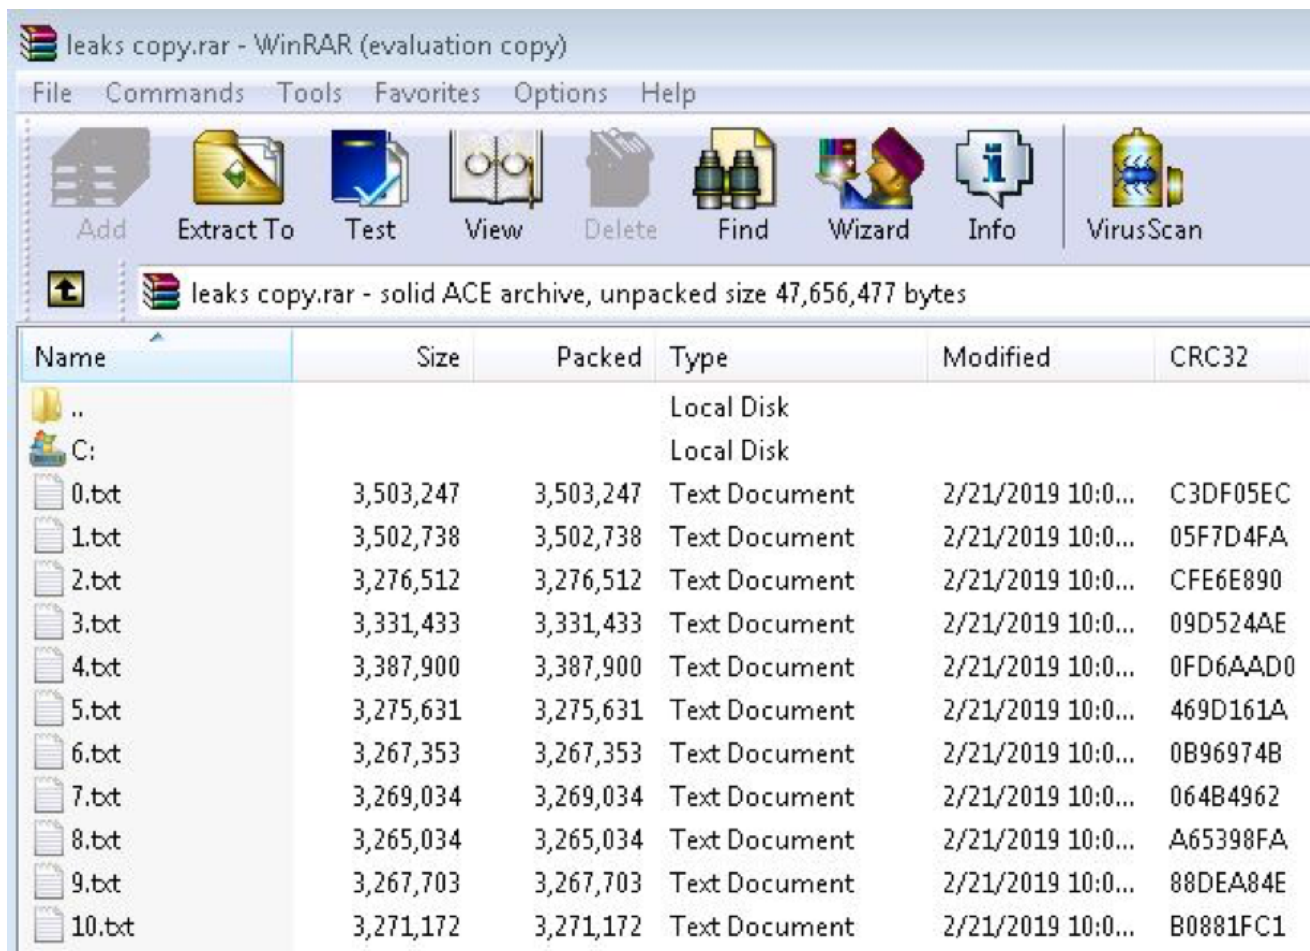 leaks copy.rar - WinRAR (evaluation copy)
File Commands Tools Favorites Options Help
Add Extract To Test View Delete Find Wizard Info VirusScan
leaks copy.rar - solid ACE archive, unpacked size 47,656,477 bytes
Name Size Packed Type Modified CRC32
.. Local Disk
C: Local Disk
0.txt 3,503,247 3,503,247 Text Document 2/21/2019 10:0... C3DF05EC
1.txt 3,502,738 3,502,738 Text Document 2/21/2019 10:0... 05F7D4FA
2.txt 3,276,512 3,276,512 Text Document 2/21/2019 10:0... CFE6E890
3.txt 3,331,433 3,331,433 Text Document 2/21/2019 10:0... 09D524AE
4.txt 3,387,900 3,387,900 Text Document 2/21/2019 10:0... 0FD6AAD0
5.txt 3,275,631 3,275,631 Text Document 2/21/2019 10:0... 469D161A
6.txt 3,267,353 3,267,353 Text Document 2/21/2019 10:0... 0B96974B
7.txt 3,269,034 3,269,034 Text Document 2/21/2019 10:0... 064B4962
8.txt 3,265,034 3,265,034 Text Document 2/21/2019 10:0... A65398FA
9.txt 3,267,703 3,267,703 Text Document 2/21/2019 10:0... 88DEA84E
10.txt 3,271,172 3,271,172 Text Document 2/21/2019 10:0... B0881FC1